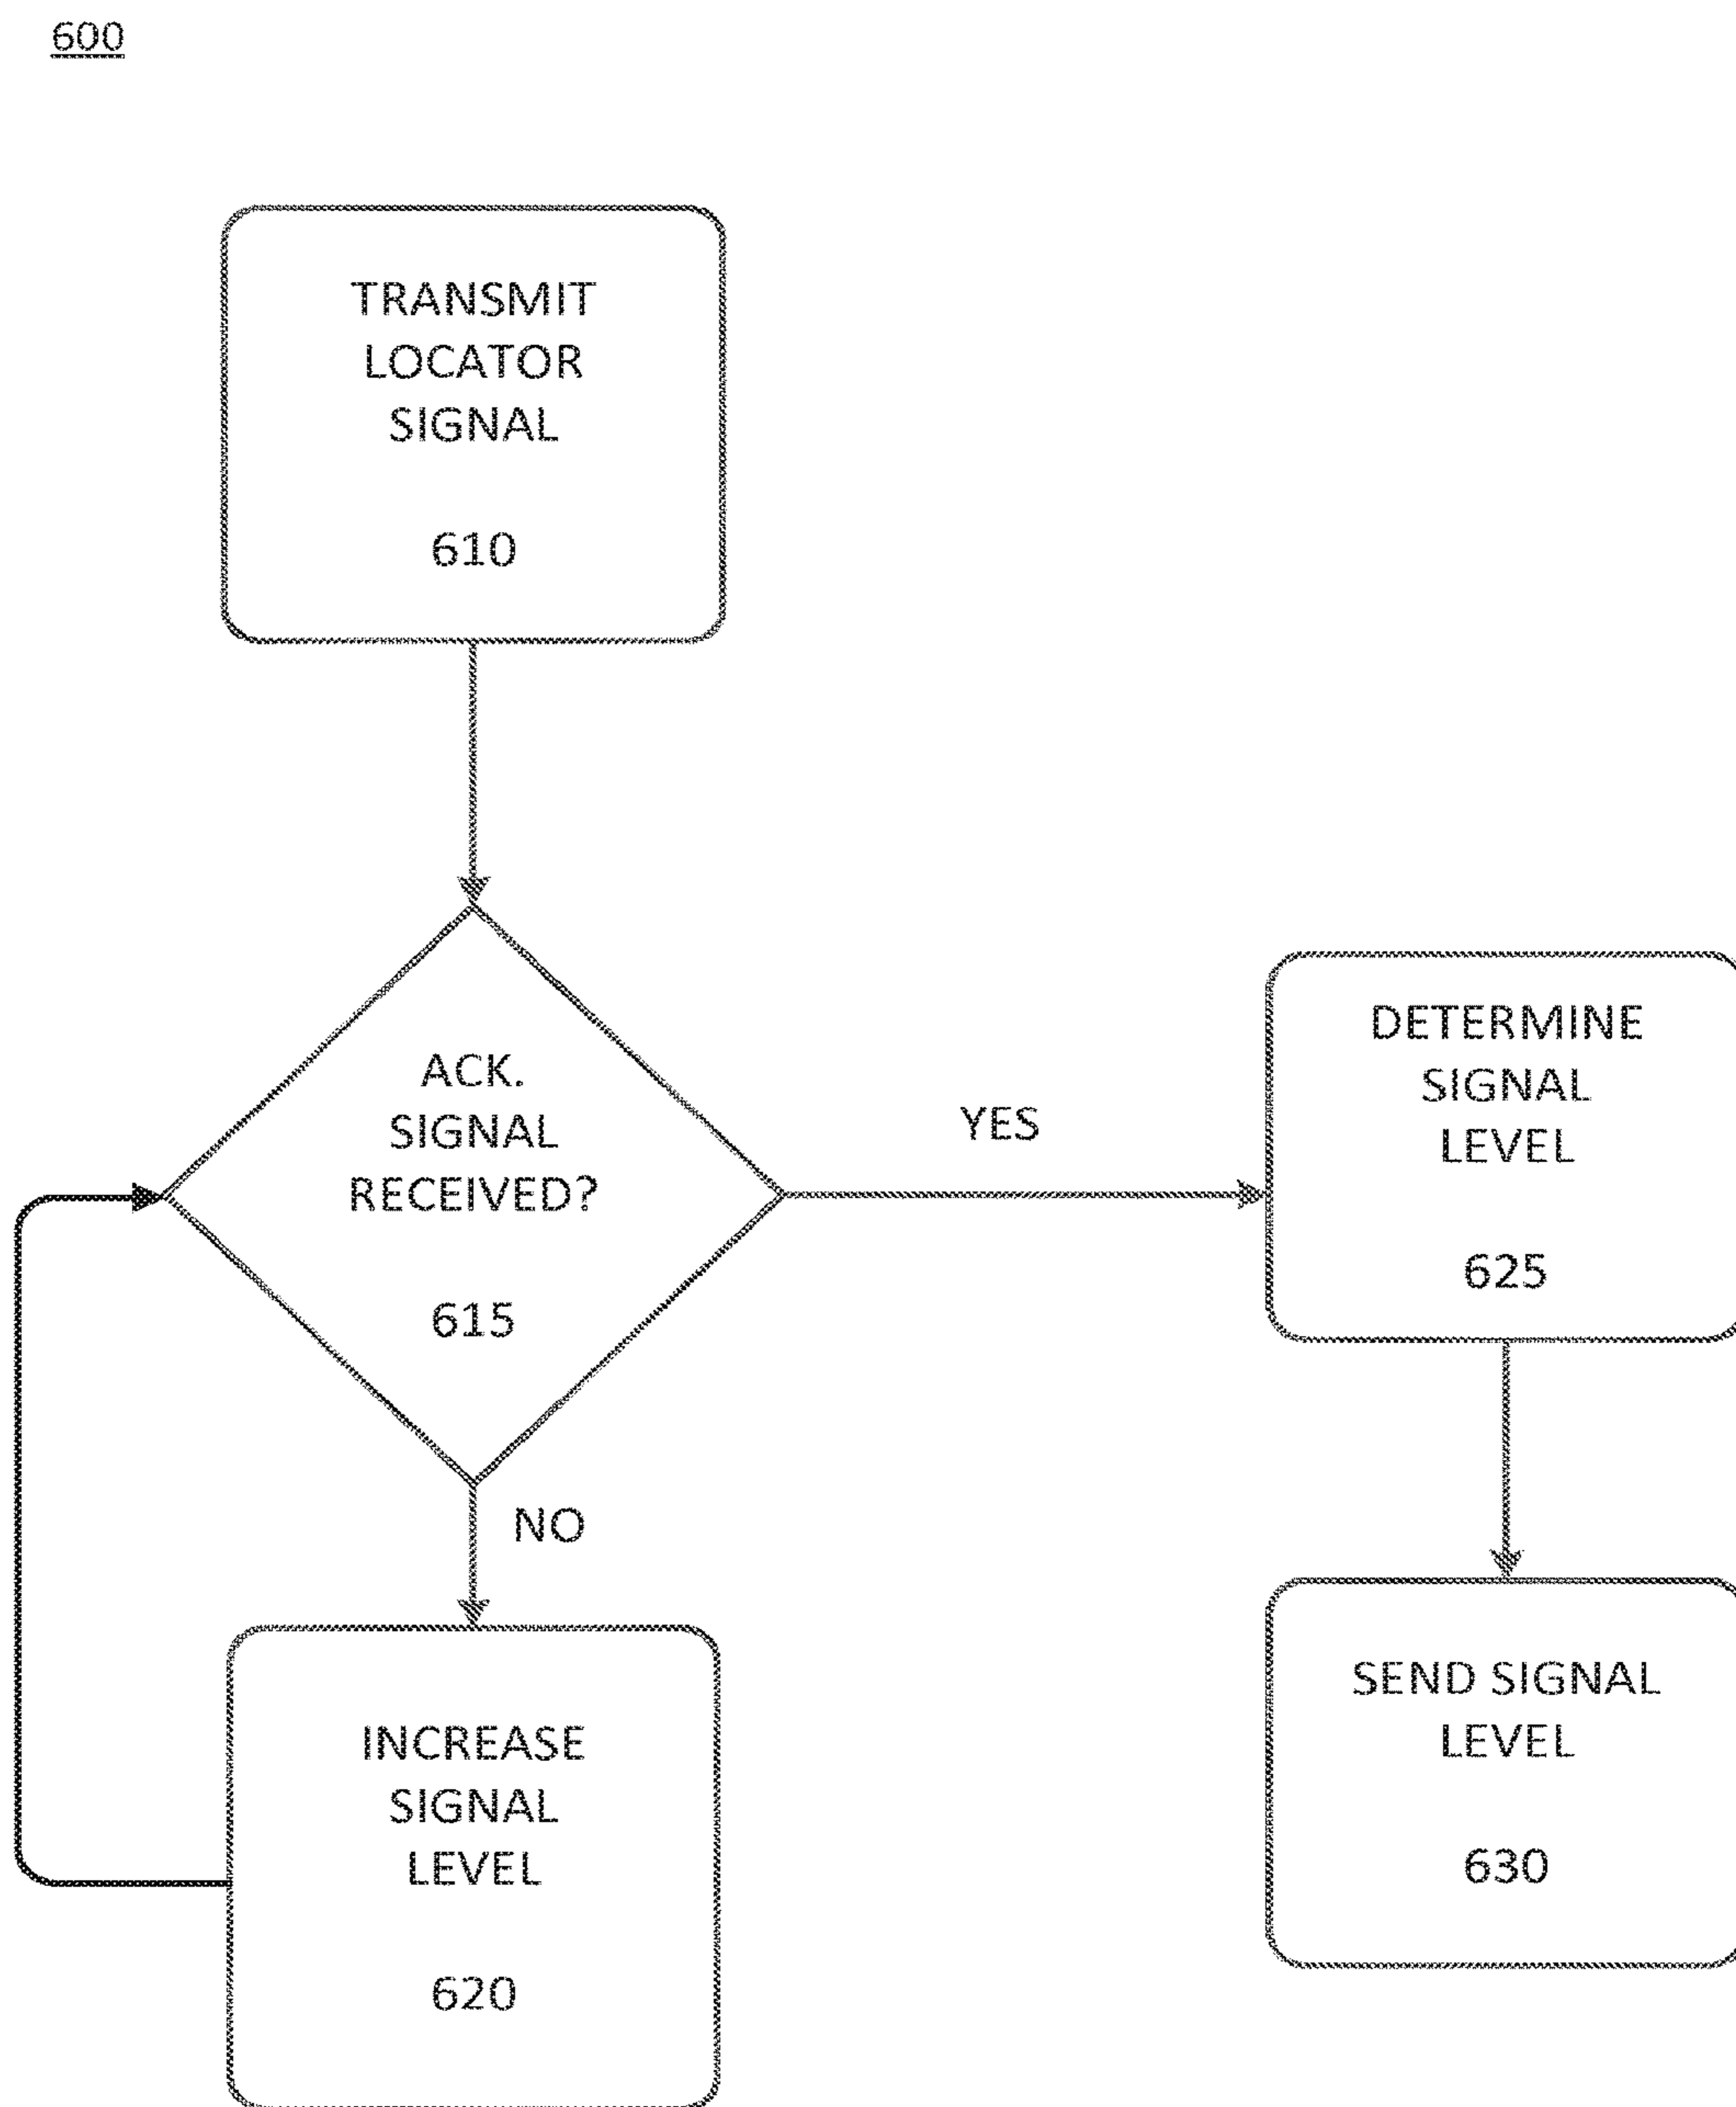 600
TRANSMIT
LOCATOR
SIGNAL
610
ACK.
SIGNAL
RECEIVED?
615
YES
DETERMINE
SIGNAL
LEVEL
625
NO
INCREASE
SIGNAL
LEVEL
620
SEND SIGNAL
LEVEL
630